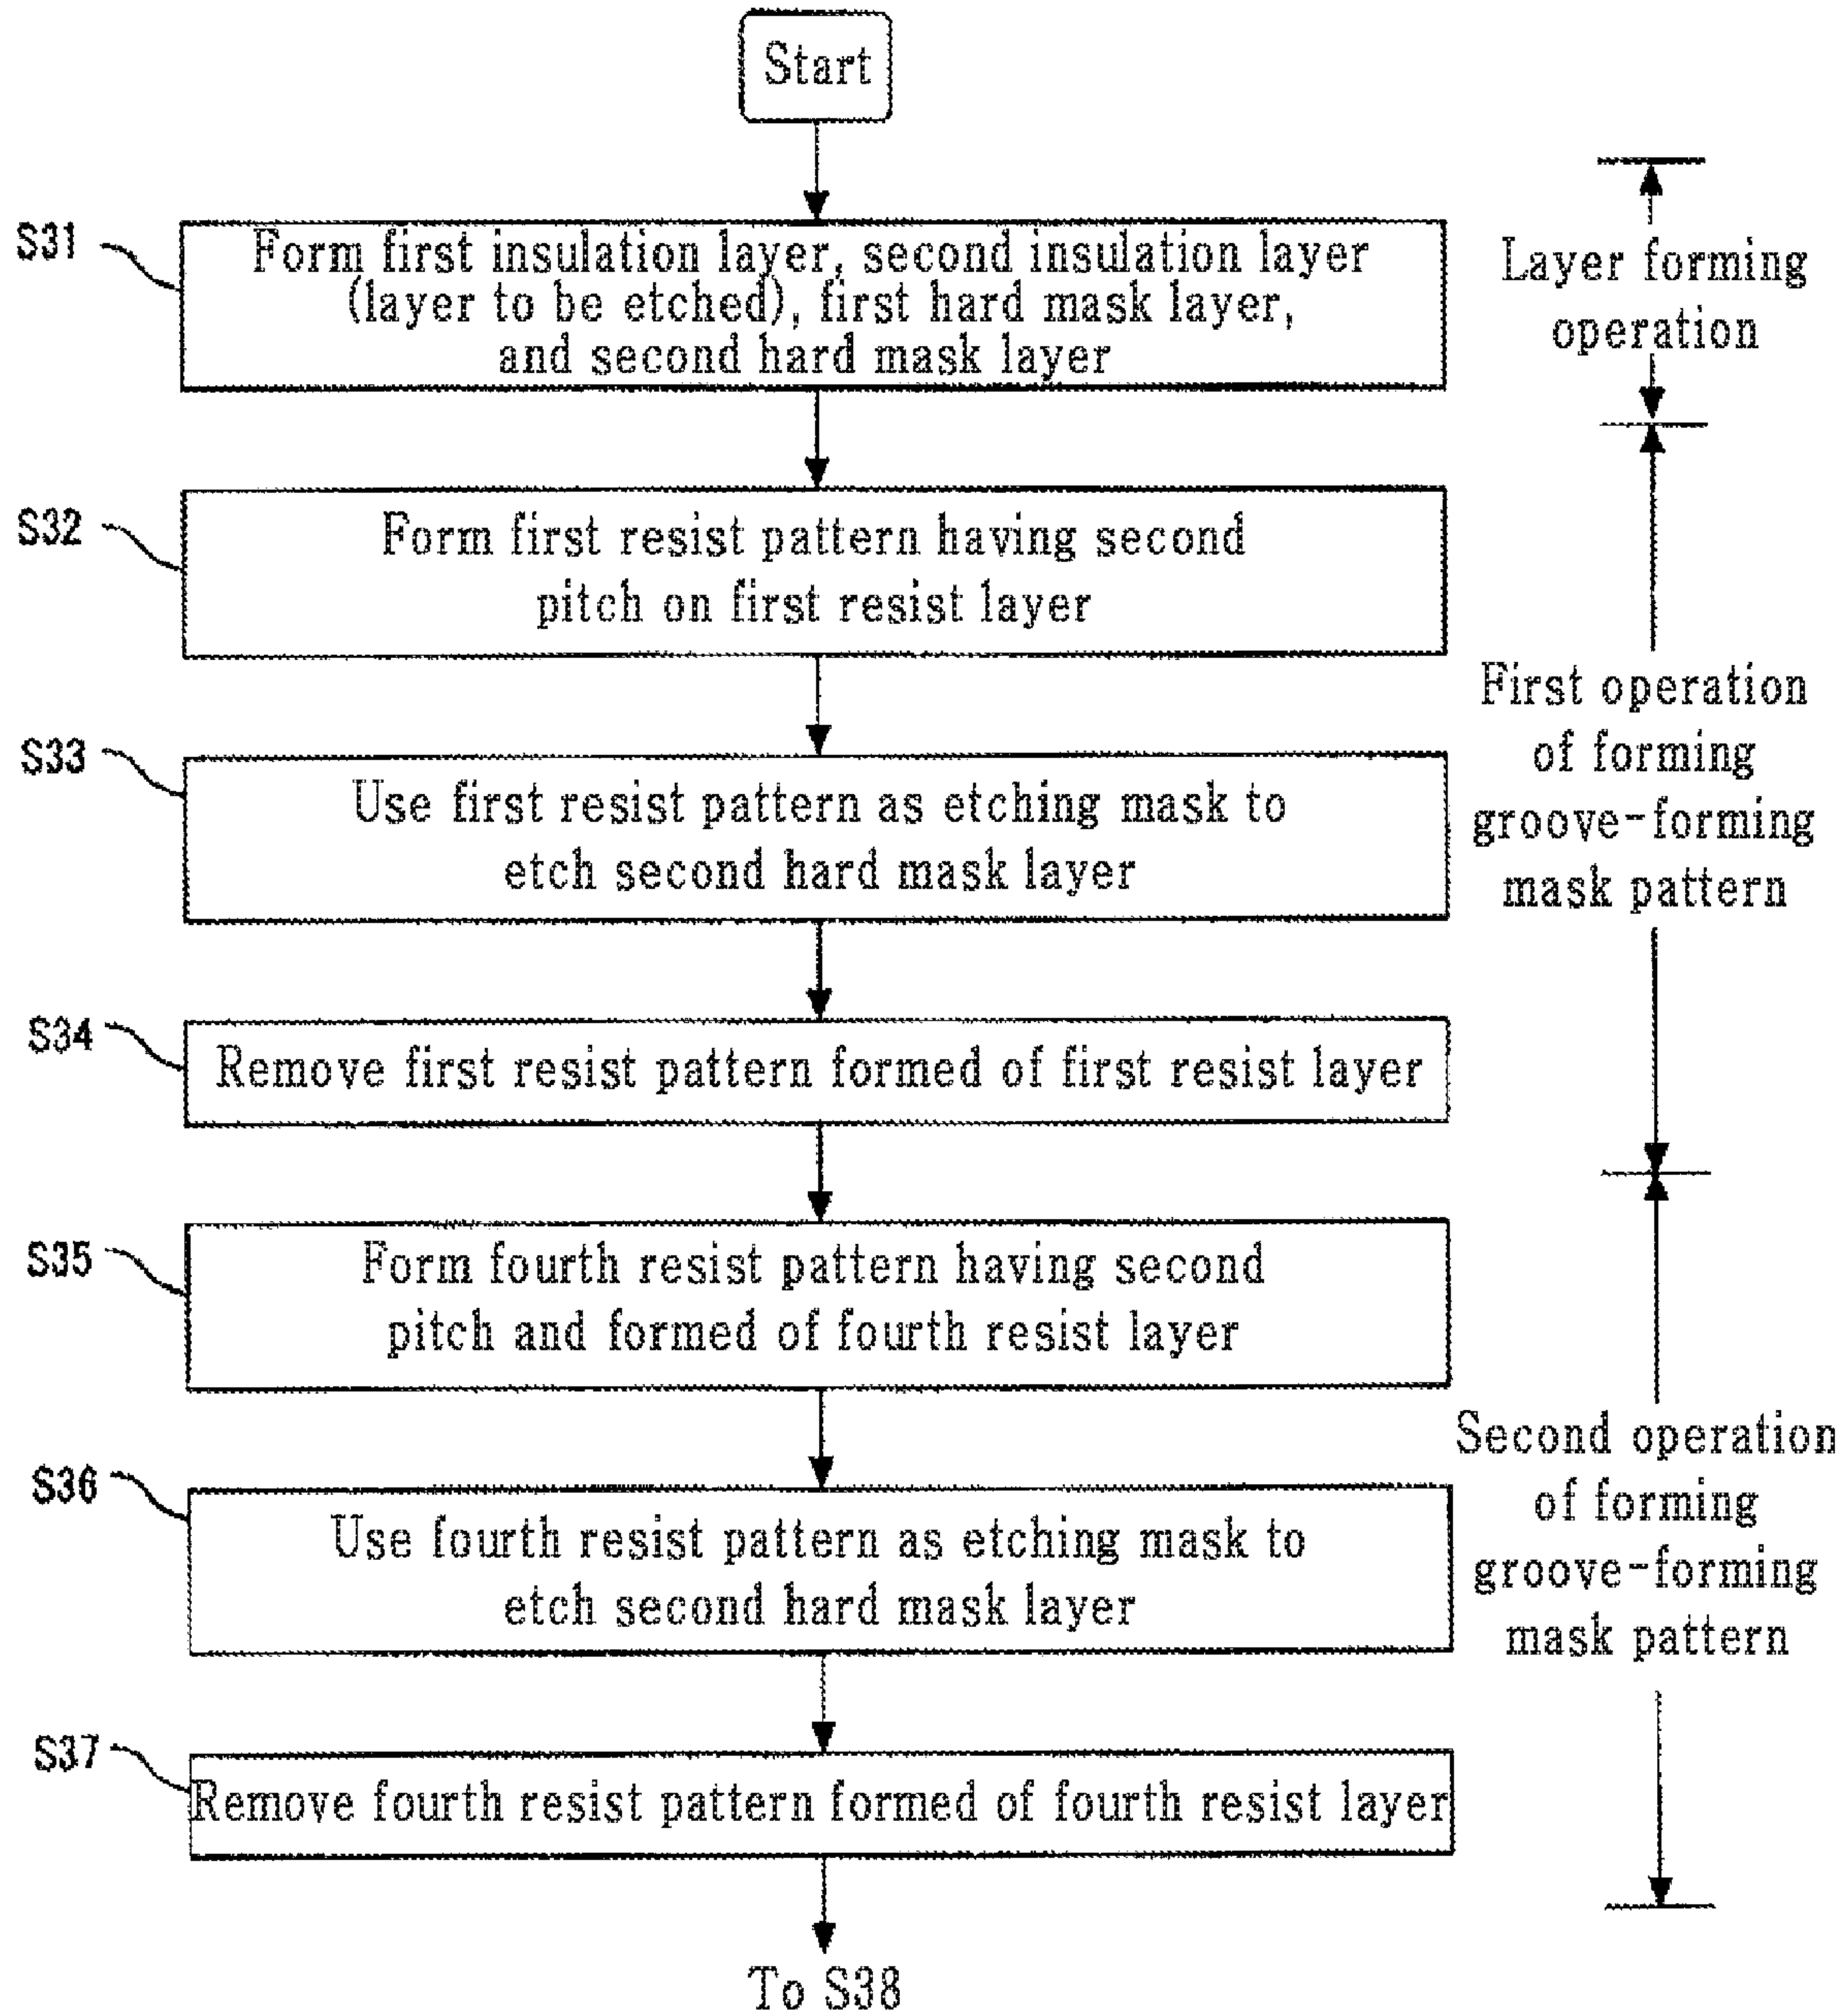 Start
S31
Form first insulation layer, second insulation layer
(layer to be etched), first hard mask layer,
and second hard mask layer
Layer forming
operation
S32
Form first resist pattern having second
pitch on first resist layer
S33
Use first resist pattern as etching mask to
etch second hard mask layer
First operation
of forming
groove-forming
mask pattern
S34
Remove first resist pattern formed of first resist layer
S35
Form fourth resist pattern having second
pitch and formed of fourth resist layer
S36
Use fourth resist pattern as etching mask to
etch second hard mask layer
Second operation
of forming
groove-forming
mask pattern
S37
Remove fourth resist pattern formed of fourth resist layer
To S38